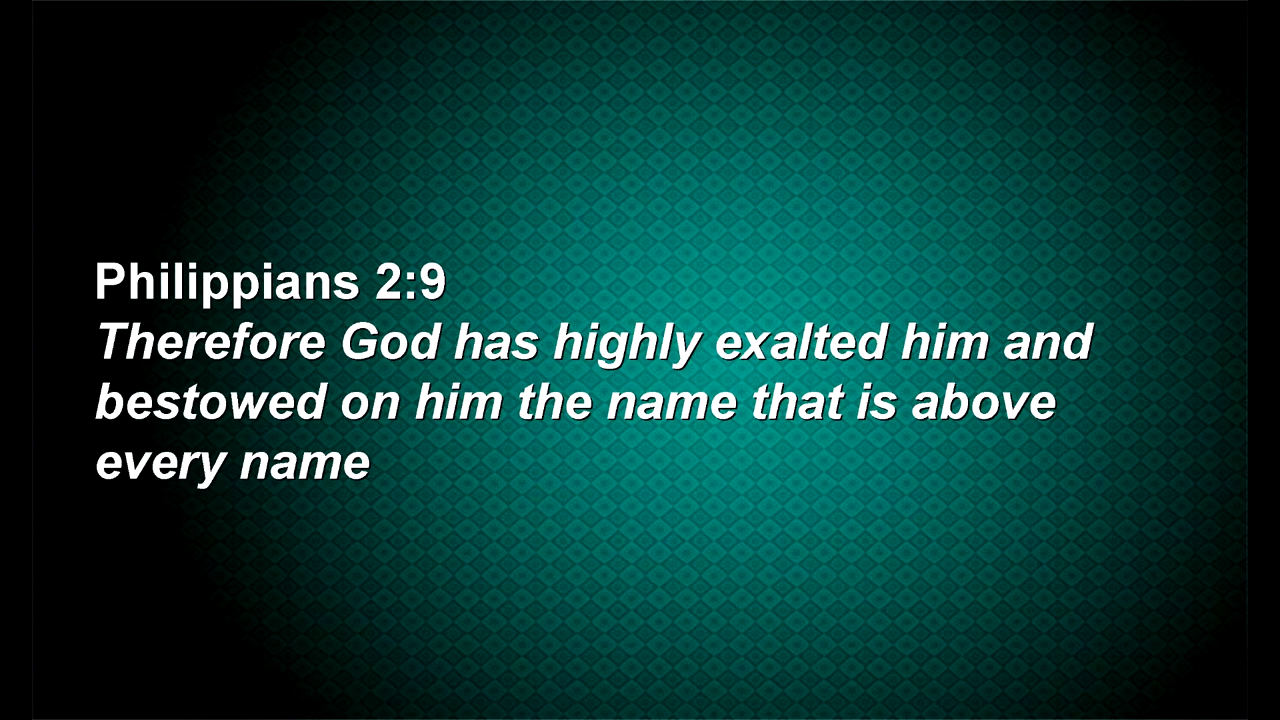 Philippians 2:9
Therefore God has highly exalted him and
bestowed on him the name that is above
every name